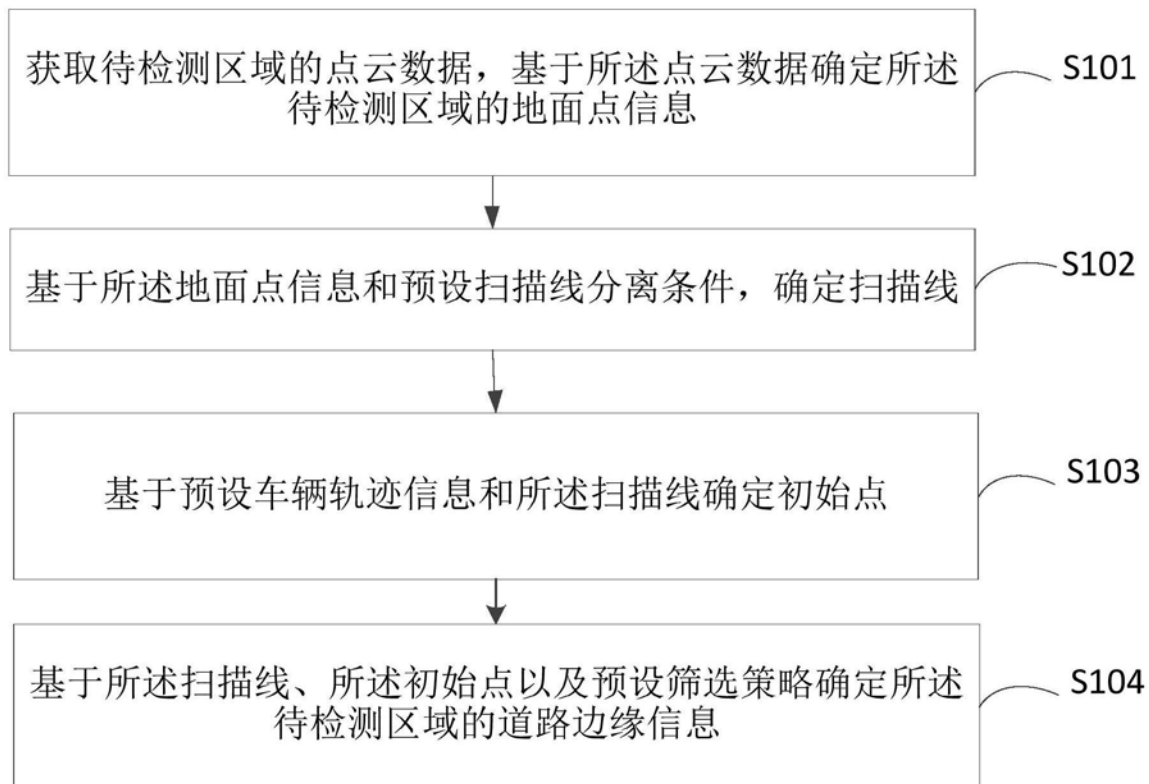 获取待检测区域的点云数据，基于所述点云数据确定所述
待检测区域的地面点信息
S101
基于所述地面点信息和预设扫描线分离条件，确定扫描线
S102
基于预设车辆轨迹信息和所述扫描线确定初始点
S103
基于所述扫描线、所述初始点以及预设筛选策略确定所述
待检测区域的道路边缘信息
S104